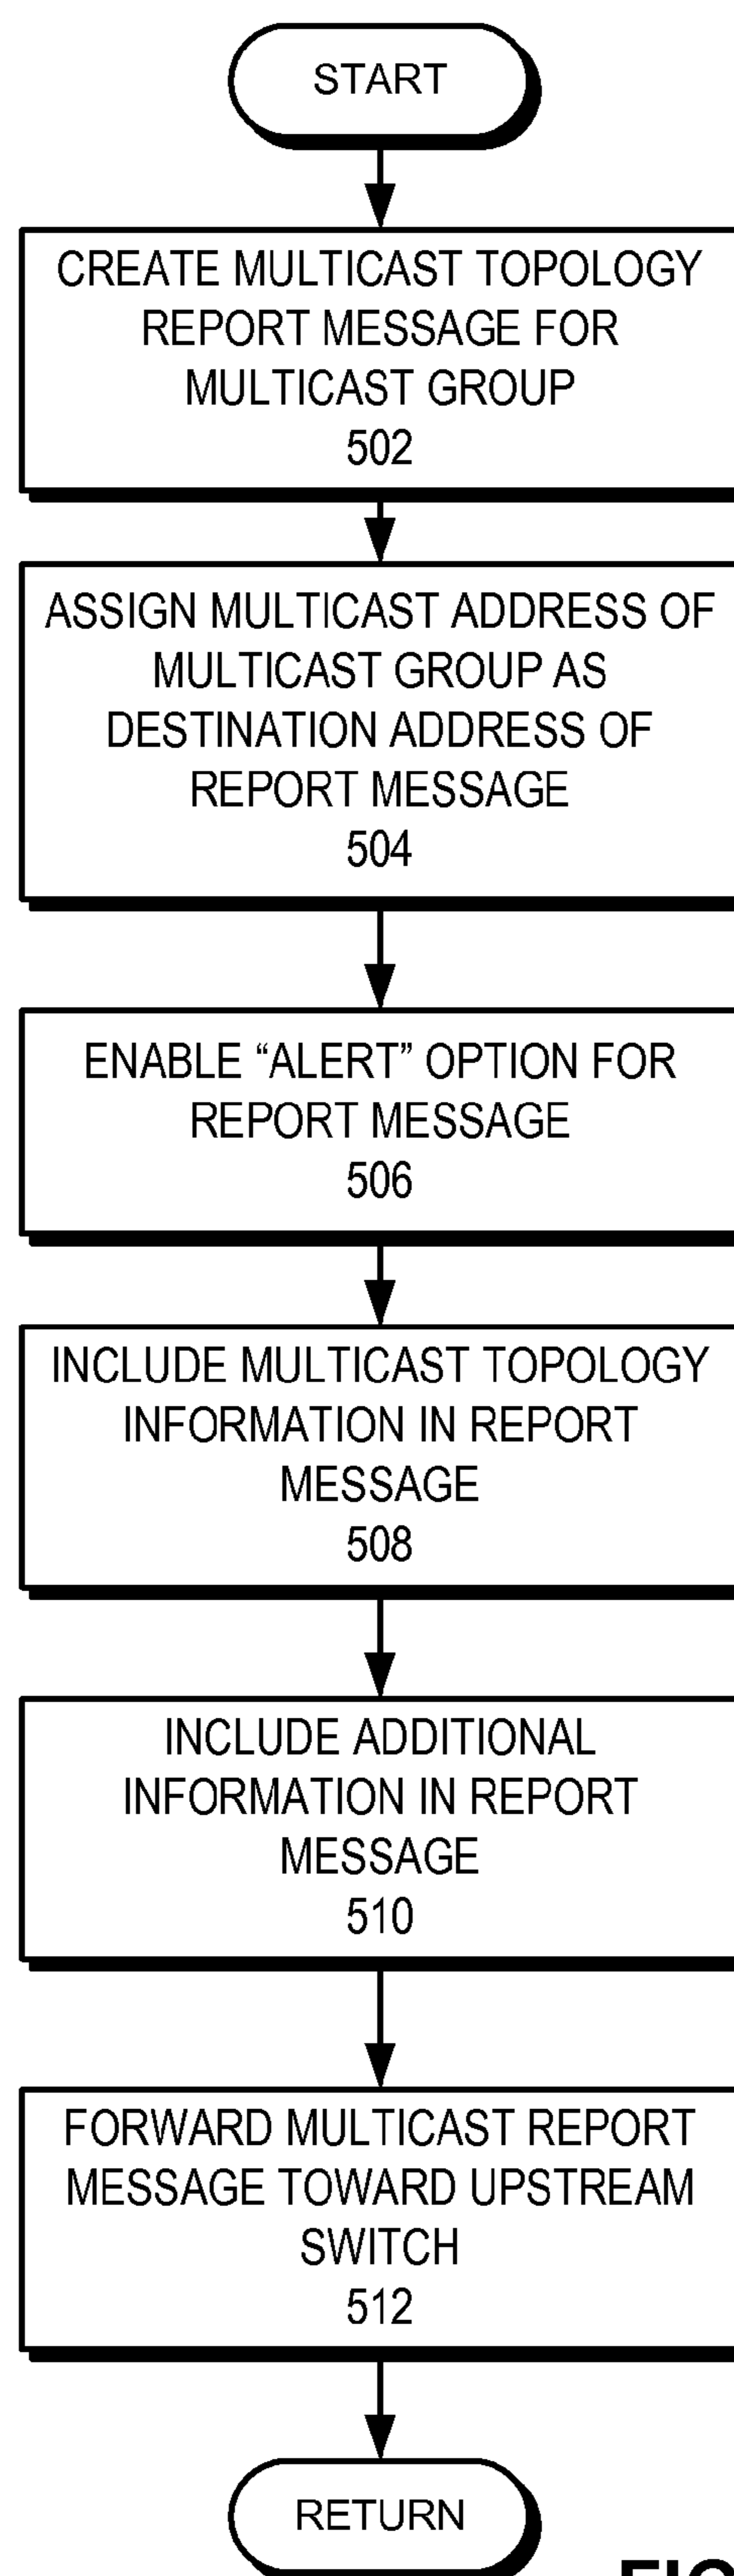 START
CREATE MULTICAST TOPOLOGY
REPORT MESSAGE FOR
MULTICAST GROUP
502
ASSIGN MULTICAST ADDRESS OF
MULTICAST GROUP AS
DESTINATION ADDRESS OF
REPORT MESSAGE
504
ENABLE “ALERT” OPTION FOR
REPORT MESSAGE
506
INCLUDE MULTICAST TOPOLOGY
INFORMATION IN REPORT
MESSAGE
508
INCLUDE ADDITIONAL
INFORMATION IN REPORT
MESSAGE
510
FORWARD MULTICAST REPORT
MESSAGE TOWARD UPSTREAM
SWITCH
512
RETURN